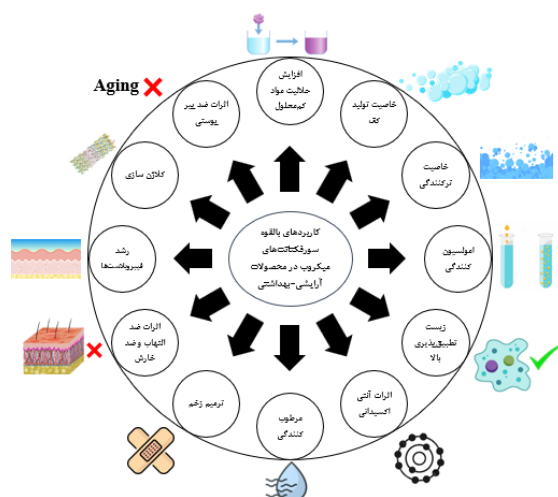 افزایش
حلالیت مواد
کم‌محلول
خاصیت تولید
کف
خاصیت
ترکنندگی
امولسیون
کنندگی
زیست
تطبیق‌پذیری
بالا
اثرات آنتی
اکسیدانی
مرطوب
کنندگی
ترمیم زخم
اثرات ضد
التهاب و ضد
خارش
رشد
فیبروبلاست‌ها
کلاژن سازی
اثرات ضد پیر
پوستی
Aging
کاربردهای بالقوه
سورفکتانت‌های
میکروب در محصولات
آرایشی-بهداشتی